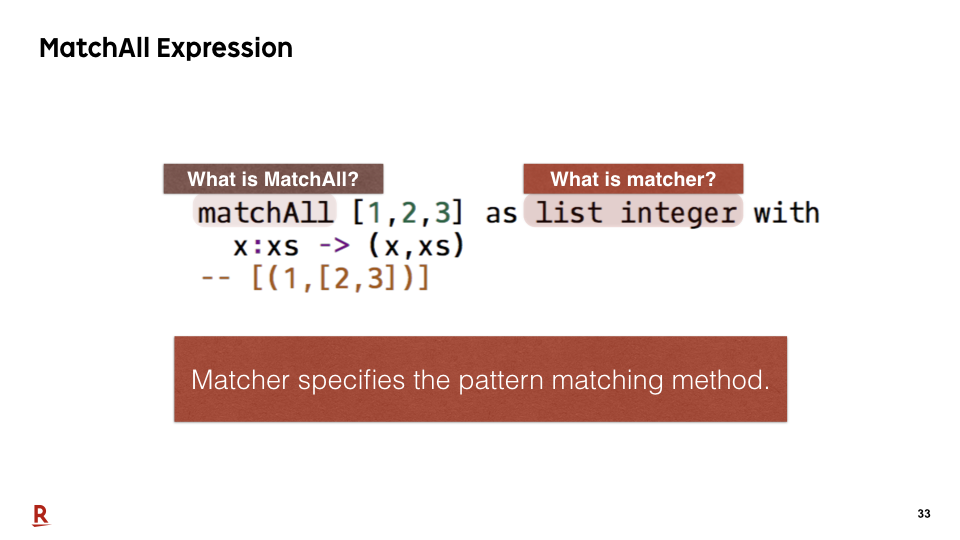 MatchAll Expression
What is MatchAll?
What is matcher?
matchAll [1,2,3] as list integer with
x:xs -> (x,xs)
-- [(1,[2,3])]
Matcher specifies the pattern matching method.
R
33